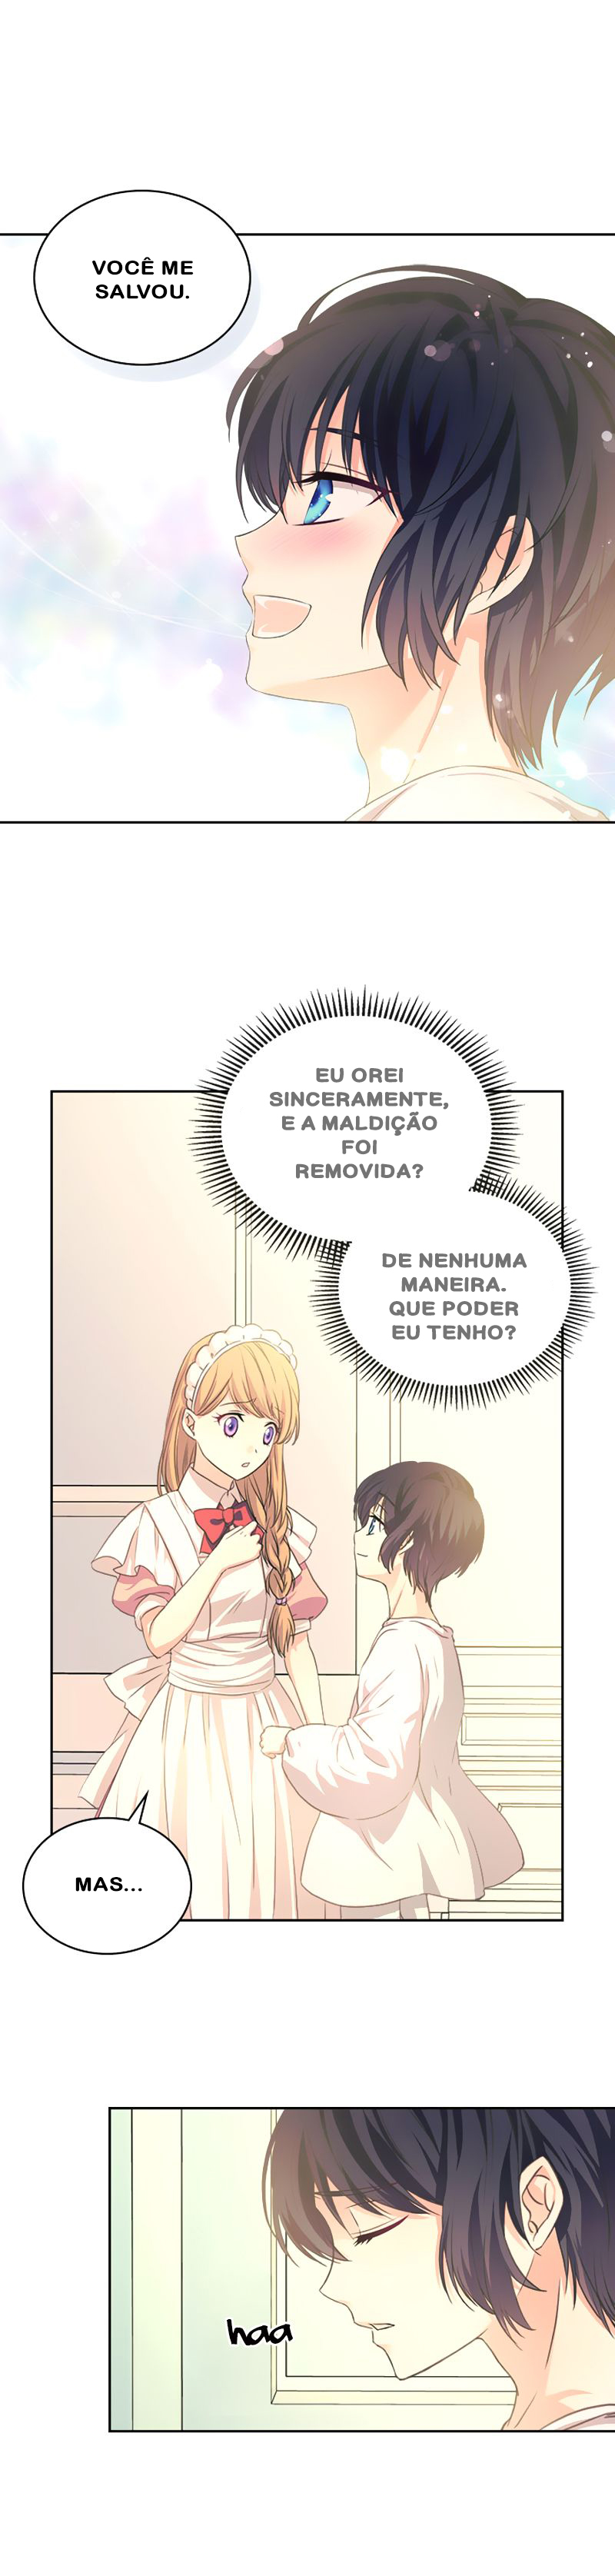 VOCÊ ME
SALVOU.
EU OREI
SINCERAMENTE,
E A MALDIÇÃO
FOI
REMOVIDA?
DE NENHUMA
MANEIRA.
QUE PODER
EU TENHO?
MAS...
haa